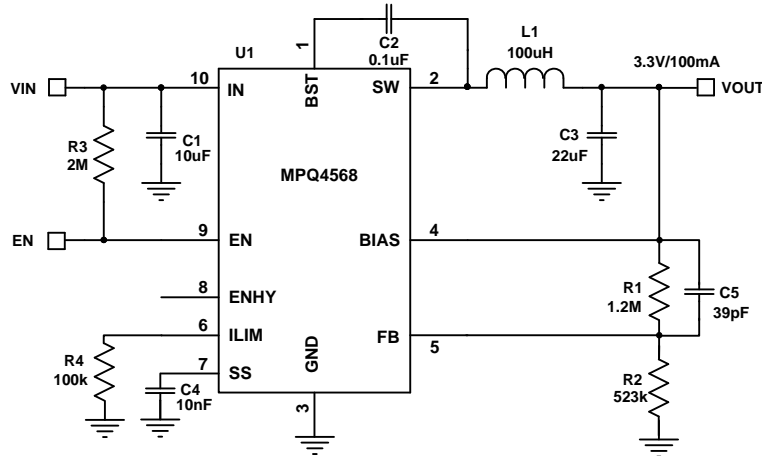 U1
1
C2
0.1uF
L1
100uH
3.3V/100mA
VIN
10
IN
BST
SW
2
VOUT
R3
2M
C1
10uF
C3
22uF
MPQ4568
EN
9
EN
BIAS
4
8
ENHY
R1
1.2M
C5
39pF
6
ILIM
GND
FB
5
R4
100k
7
SS
C4
10nF
3
R2
523k